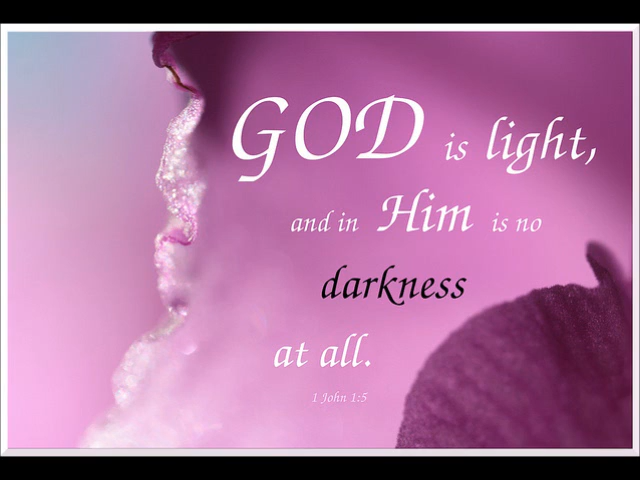 GOD is light,
and in Him is no
darkness
at all.
1 John 1:5